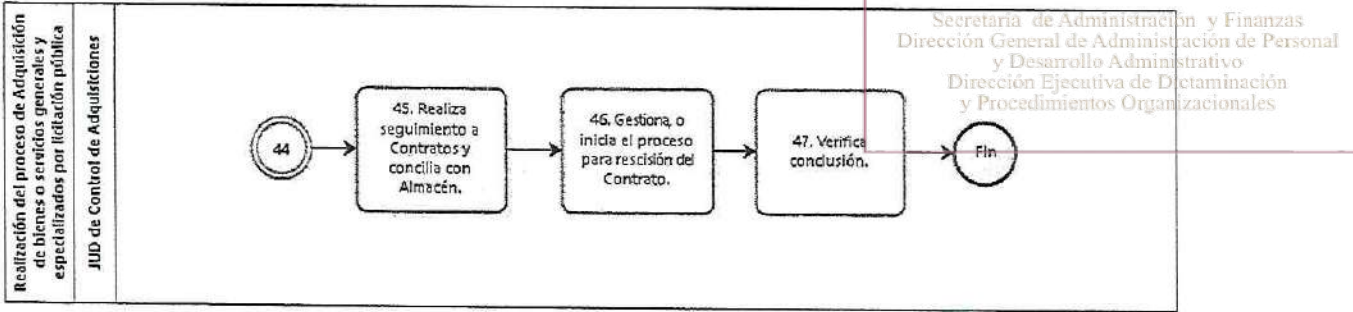 Secretaría de Administración y Finanzas
Dirección General de Administración de Personal
y Desarrollo Administrativo
Dirección Ejecutiva de Dictaminación
y Procedimientos Organizacionales
Realización del proceso de Adquisición
de bienes o servicios generales y
especializados por licitación pública
JUD de Control de Adquisiciones
44
45. Realiza
seguimiento a
Contratos y
concilia con
Almacén.
46. Gestiona, o
inicia el proceso
para rescisión del
Contrato.
47. Verifica
conclusión.
Fin